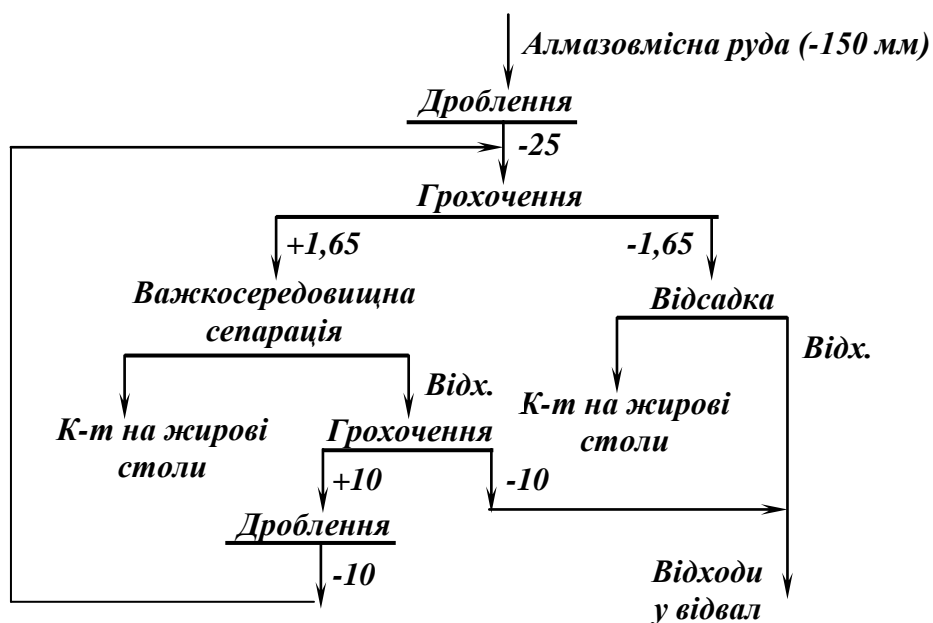 Алмазовмісна руда (-150 мм)
Дроблення
-25
Грохочення
+1,65
-1,65
Важкосередовищна
сепарація
Відсадка
Відх.
Відх.
К-т на жирові
столи
Грохочення
К-т на жирові
столи
+10
-10
Дроблення
-10
Відходи
у відвал